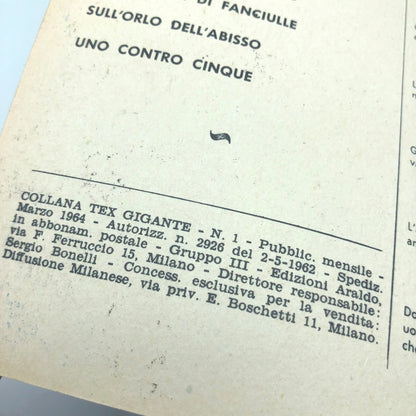 DI FANCIULLE
SULL'ORLO DELL'ABISSO
UNO CONTRO CINQUE
COLLANA TEX GIGANTE - N. 1 - Pubblic. mensile -
Marzo 1964 - Autorizz. n. 2926 del 2-5-1962 - Spediz.
in abbonam. postale - Gruppo III - Edizioni Araldo,
via F. Ferruccio 15, Milano - Direttore responsabile:
Sergio Bonelli - Concess. esclusiva per la vendita:
Diffusione Milanese, via priv. E. Boschetti 11, Milano.